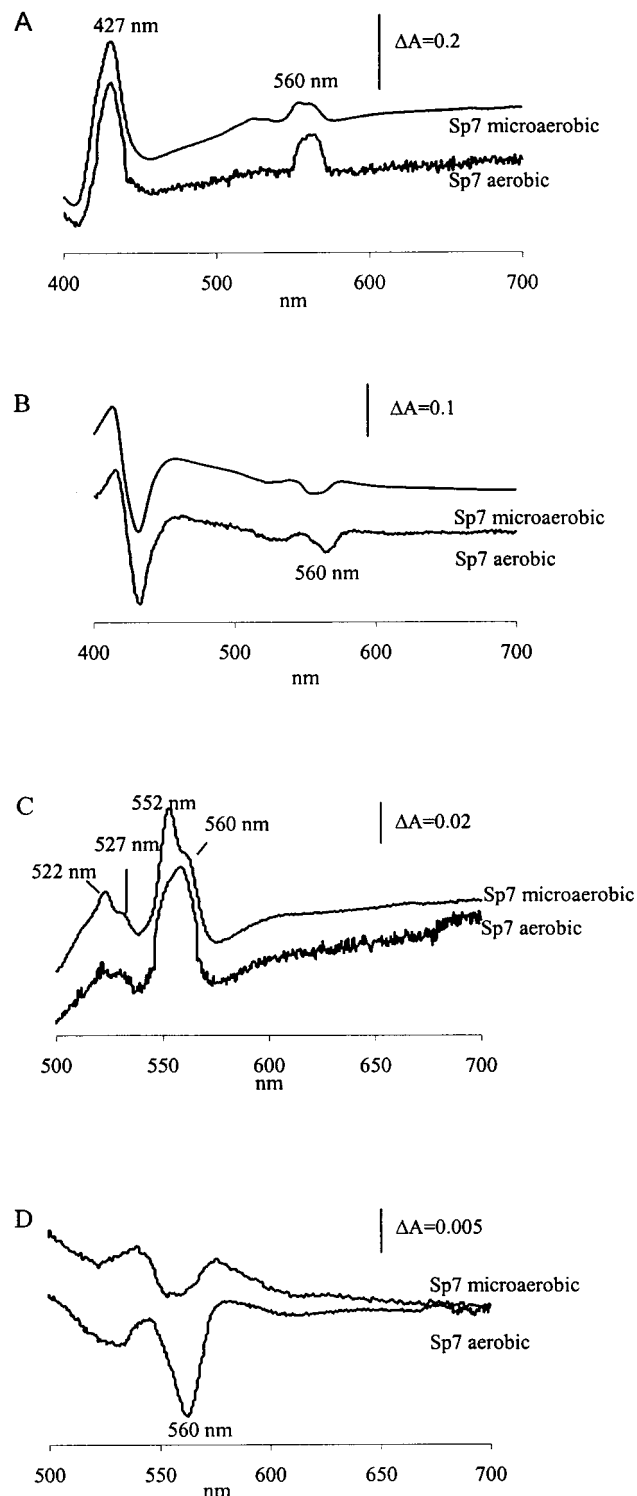 A
427 nm
ΔA=0.2
560 nm
Sp7 microaerobic
Sp7 aerobic
400 500 600 700
nm
B
ΔA=0.1
Sp7 microaerobic
Sp7 aerobic
560 nm
400 500 600 700
nm
C
552 nm
ΔA=0.02
560 nm
527 nm
522 nm
Sp7 microaerobic
Sp7 aerobic
500 550 600 650 700
nm
D
ΔA=0.005
Sp7 microaerobic
Sp7 aerobic
560 nm
500 550 600 650 700
nm